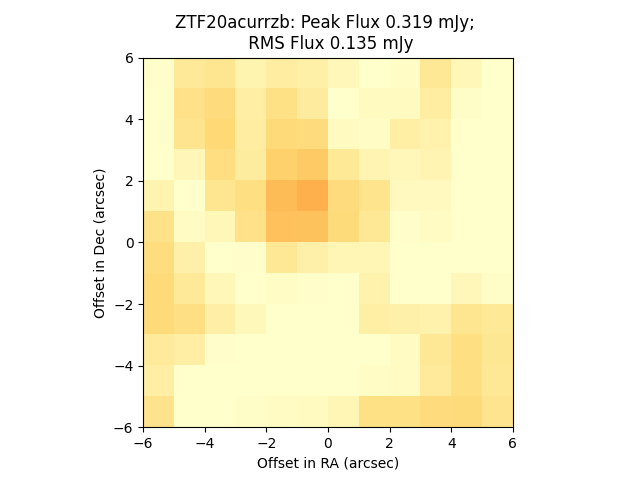 ZTF20acurrzb: Peak Flux 0.319 mJy;
RMS Flux 0.135 mJy
6
4
2
0
−2
−4
−6
Offset in Dec (arcsec)
−6 −4 −2 0 2 4 6
Offset in RA (arcsec)